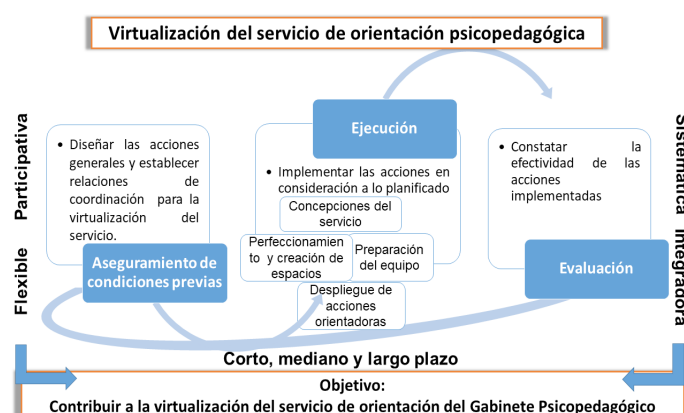 Virtualización del servicio de orientación psicopedagógica
Participativa
Flexible
• Diseñar las acciones
generales y establecer
relaciones de
coordinación para la
virtualización del
servicio.
Aseguramiento de
condiciones previas
Ejecución
• Implementar las acciones en
consideración a lo planificado
Concepciones del
servicio
Perfeccionamien
to y creación de
espacios
Preparación
del equipo
Despliegue de
acciones
orientadoras
• Constatar la
efectividad de las
acciones
implementadas
Evaluación
Sistemática
Integradora
Corto, mediano y largo plazo
Objetivo:
Contribuir a la virtualización del servicio de orientación del Gabinete Psicopedagógico